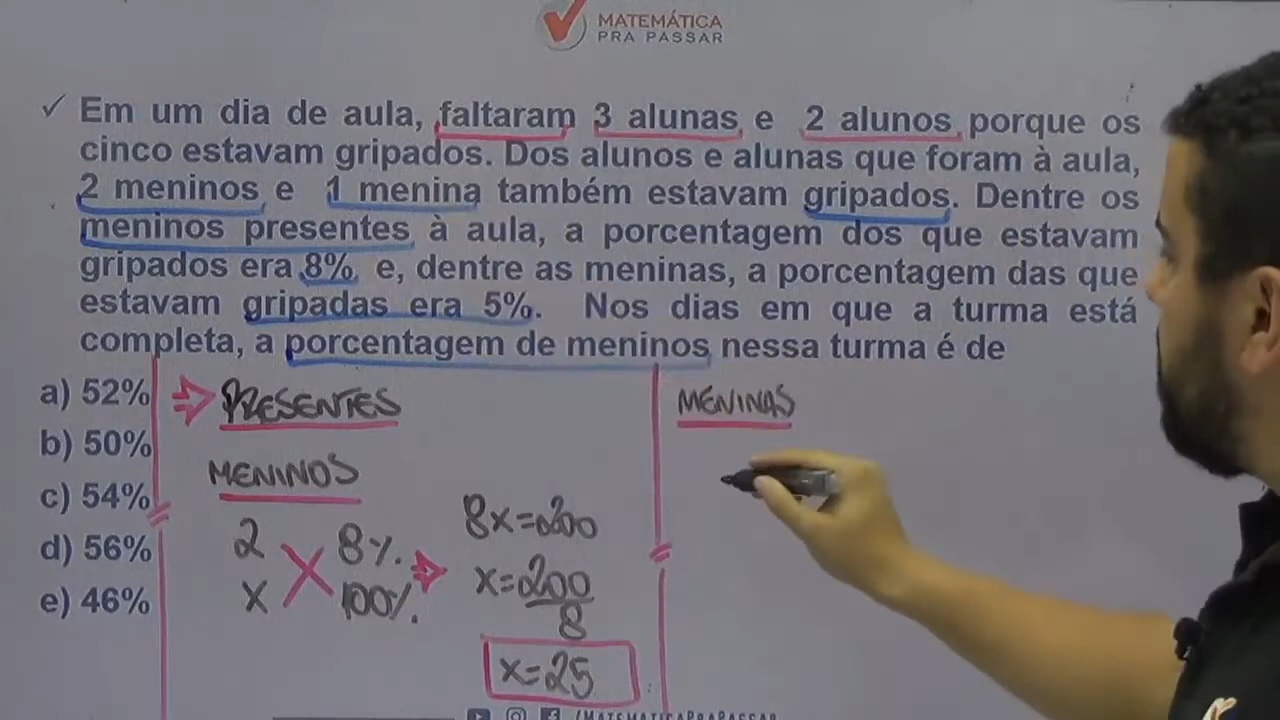 MATEMÁTICA
PRA PASSAR
✓ Em um dia de aula, faltaram 3 alunas e 2 alunos porque os
cinco estavam gripados. Dos alunos e alunas que foram à aula,
2 meninos e 1 menina também estavam gripados. Dentre os
meninos presentes à aula, a porcentagem dos que estavam
gripados era 8% e, dentre as meninas, a porcentagem das que
estavam gripadas era 5%. Nos dias em que a turma está
completa, a porcentagem de meninos nessa turma é de
a) 52%
b) 50%
c) 54%
d) 56%
e) 46%
PRESENTES
MENINOS
2 8%
x 100%.
8x=200
x=200
8
x=25
MENINAS
/MATEMATICAPRAPASSAR